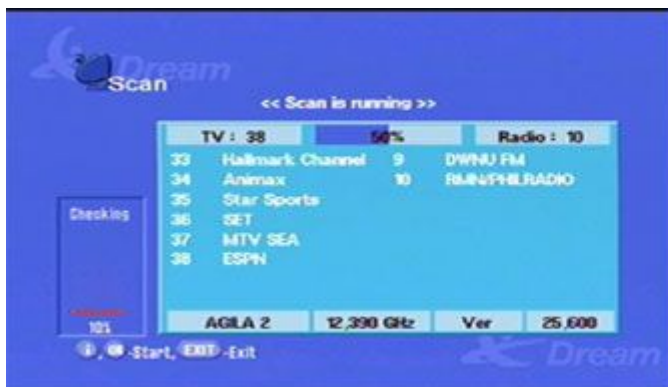 Dream
Scan
<< Scan is running >>
TV : 38 50% Radio : 10
33 Hallmark Channel 9 DWNU FM
34 Animax 10 RMN/PHILRADIO
35 Star Sports
36 SET
37 MTV SEA
38 ESPN
Checking
10%
AGILA 2 12,390 GHz Ver 25,600
i, OK -Start, EXIT -Exit
Dream